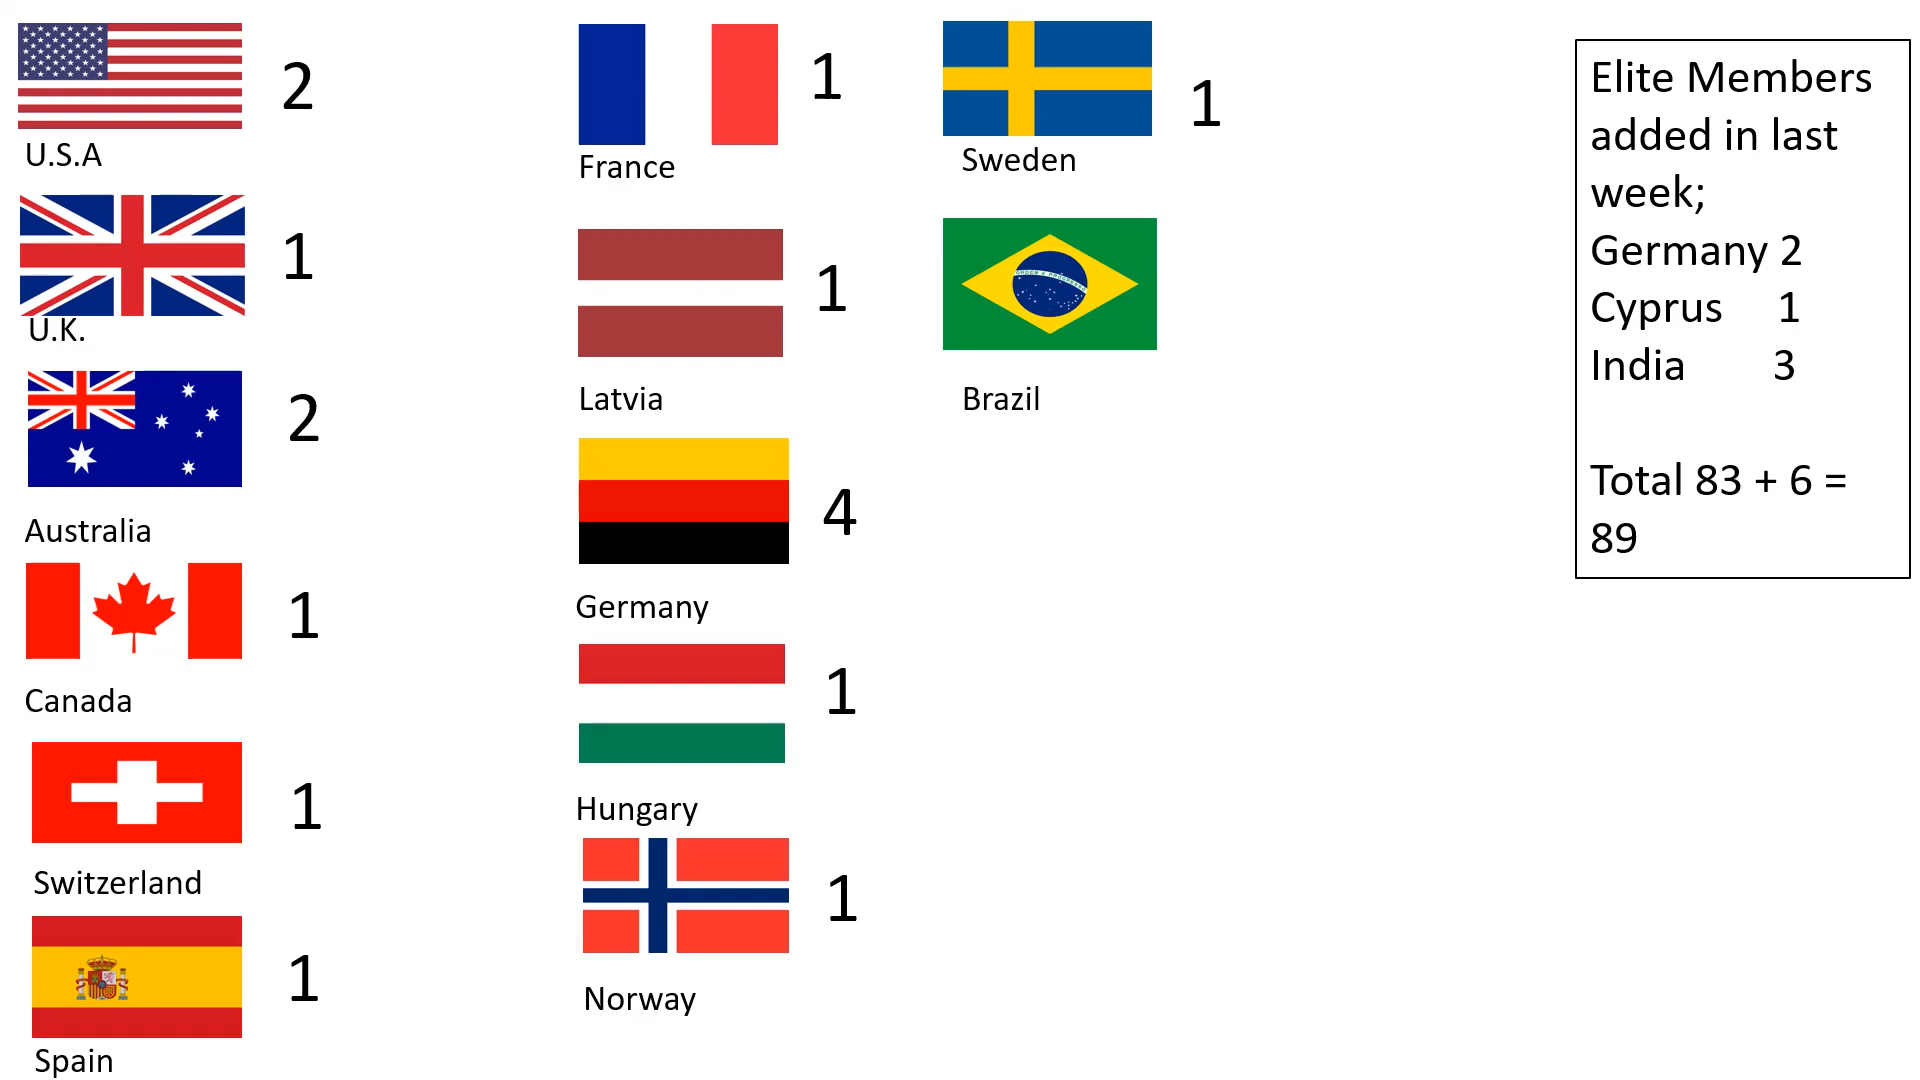 2
U.S.A
1
U.K.
2
Australia
1
Canada
1
Switzerland
1
Spain
1
France
1
Latvia
4
Germany
1
Hungary
1
Norway
1
Sweden
Brazil
Elite Members
added in last
week;
Germany 2
Cyprus 1
India 3
Total 83 + 6 =
89